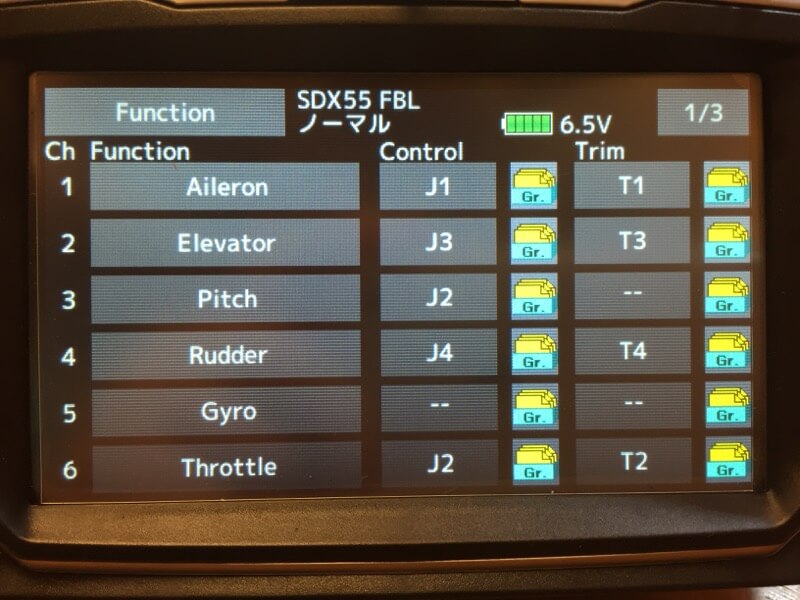 Function SDX55 FBL
ノーマル 6.5V 1/3
Ch Function Control Trim
1 Aileron J1 Gr. T1 Gr.
2 Elevator J3 Gr. T3 Gr.
3 Pitch J2 Gr. -- Gr.
4 Rudder J4 Gr. T4 Gr.
5 Gyro -- Gr. -- Gr.
6 Throttle J2 Gr. T2 Gr.